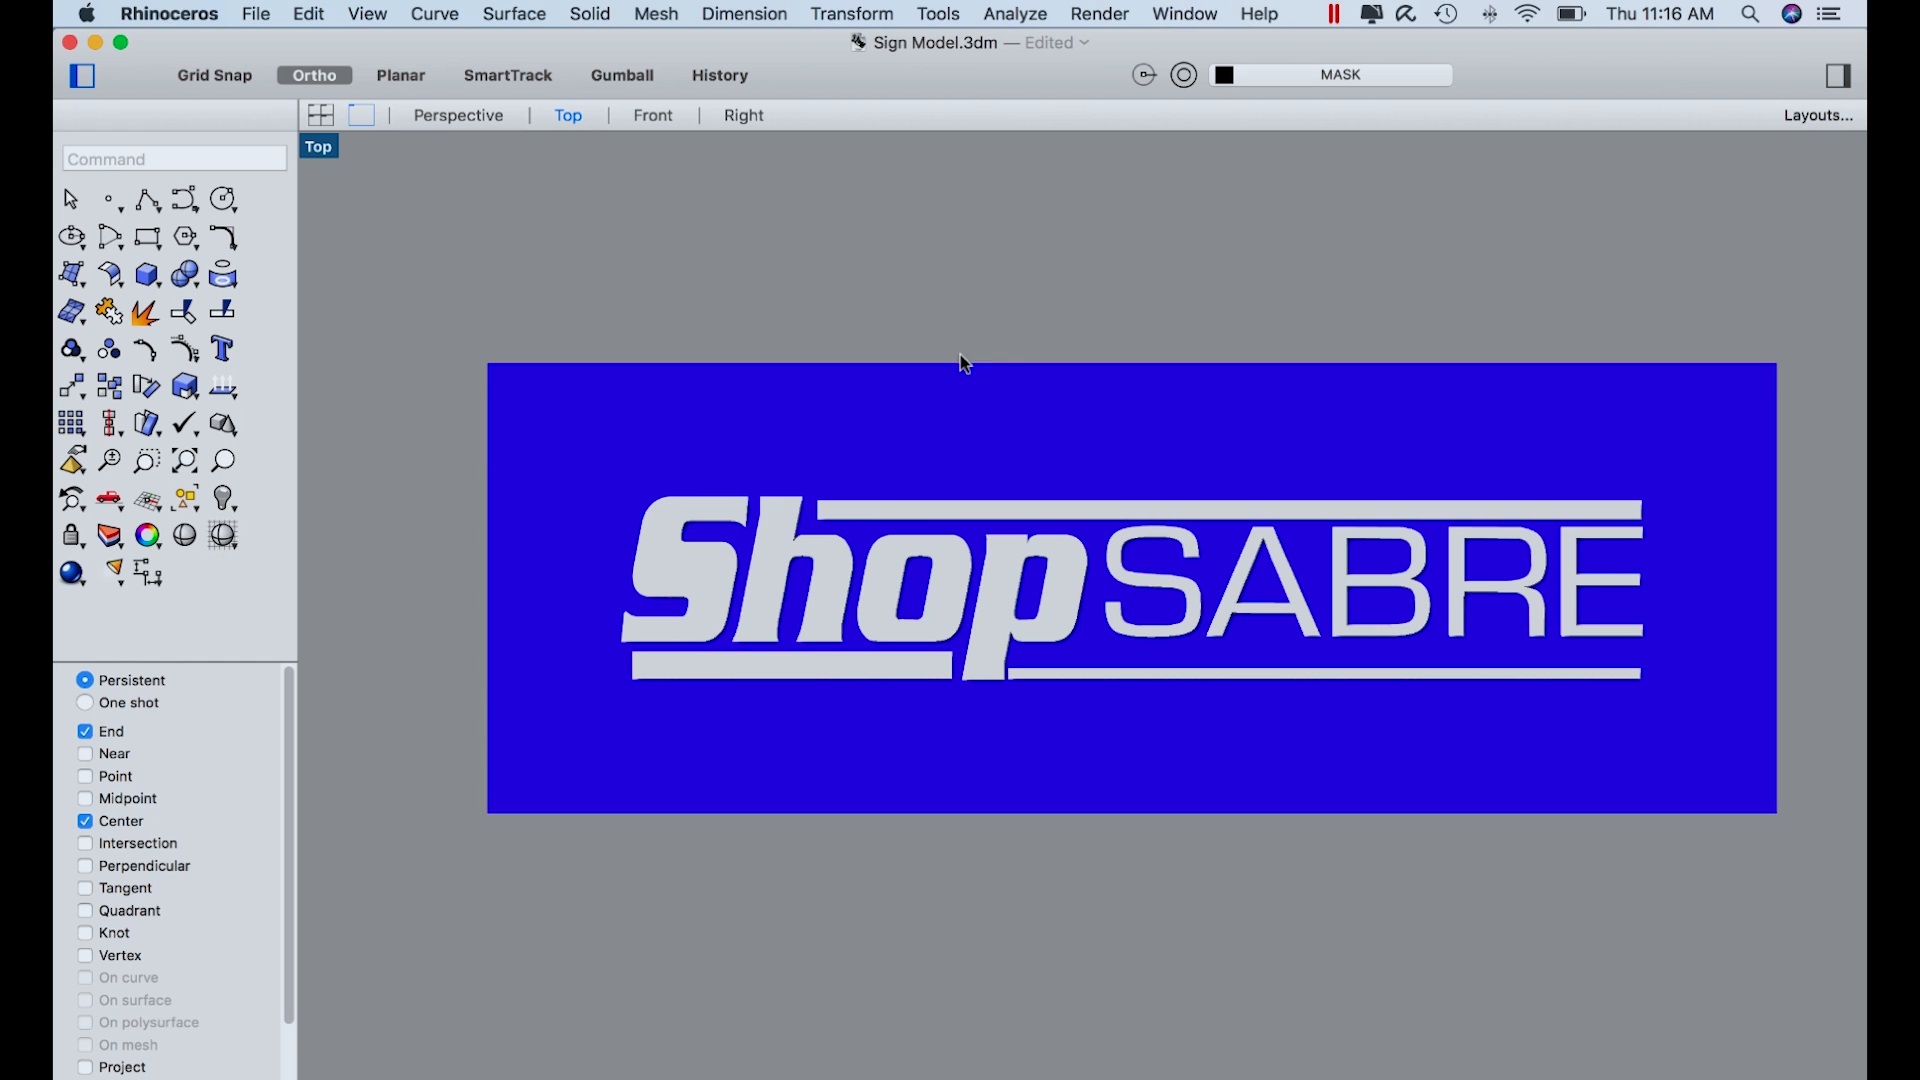 Rhinoceros File Edit View Curve Surface Solid Mesh Dimension Transform Tools Analyze Render Window Help Thu 11:16 AM
Sign Model.3dm — Edited
Grid Snap Ortho Planar SmartTrack Gumball History MASK
Perspective Top Front Right Layouts...
Top
Command
ShopSABRE
Persistent
One shot
End
Near
Point
Midpoint
Center
Intersection
Perpendicular
Tangent
Quadrant
Knot
Vertex
On curve
On surface
On polysurface
On mesh
Project